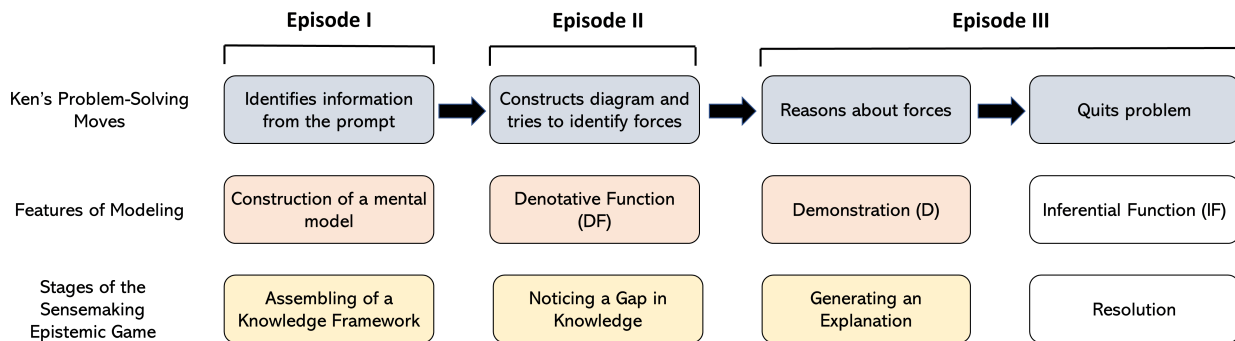 Episode I
Episode II
Episode III
Ken's Problem-Solving
Moves
Identifies information
from the prompt
Constructs diagram and
tries to identify forces
Reasons about forces
Quits problem
Features of Modeling
Construction of a mental
model
Denotative Function
(DF)
Demonstration (D)
Inferential Function (IF)
Stages of the
Sensemaking
Epistemic Game
Assembling of a
Knowledge Framework
Noticing a Gap in
Knowledge
Generating an
Explanation
Resolution